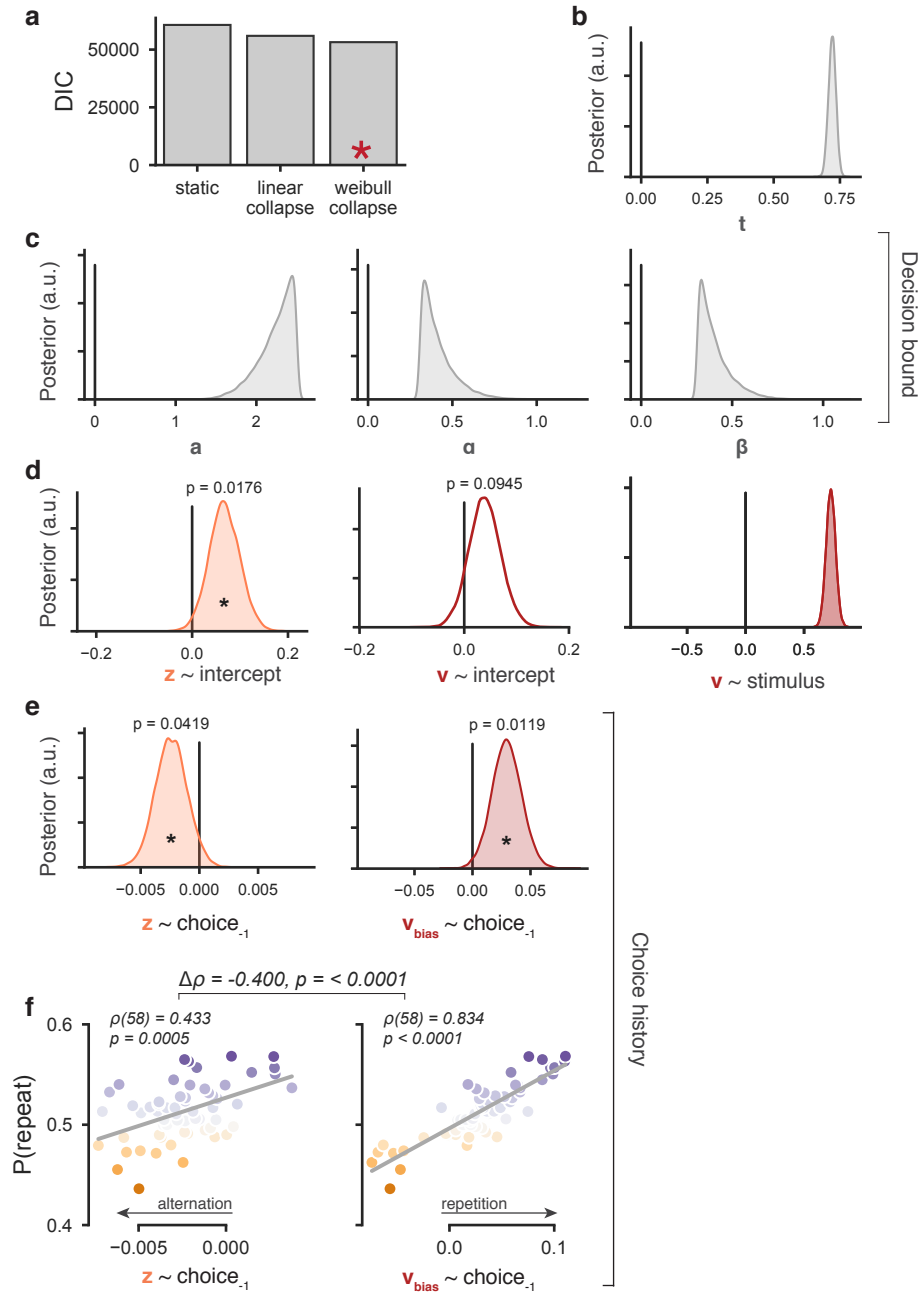 a
DIC
50000
25000
0
*
static
linear
collapse
weibull
collapse
b
Posterior (a.u.)
0.00 0.25 0.50 0.75
t
c
Posterior (a.u.)
0 1 2
a
0.0 0.5 1.0
α
0.0 0.5 1.0
β
Decision bound
d
Posterior (a.u.)
p = 0.0176
*
−0.2 0.0 0.2
z ~ intercept
p = 0.0945
−0.2 0.0 0.2
v ~ intercept
−0.5 0.0 0.5
v ~ stimulus
e
Posterior (a.u.)
p = 0.0419
*
−0.005 0.000 0.005
z ~ choice₋₁
p = 0.0119
*
−0.05 0.00 0.05
v_bias ~ choice₋₁
Δρ = -0.400, p = < 0.0001
f
P(repeat)
0.6
0.5
0.4
ρ(58) = 0.433
p = 0.0005
alternation
−0.005 0.000
z ~ choice₋₁
ρ(58) = 0.834
p < 0.0001
repetition
0.0 0.1
v_bias ~ choice₋₁
Choice history